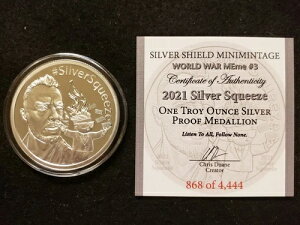 #SilverSqueeze
SILVER SHIELD MINIMINTAGE
WORLD WAR MEme #3
Certificate of Authenticity
2021 Silver Squeeze
ONE TROY OUNCE SILVER
PROOF MEDALLION
Listen To All, Follow None.
Chris Duane
Creator
868 of 4,444